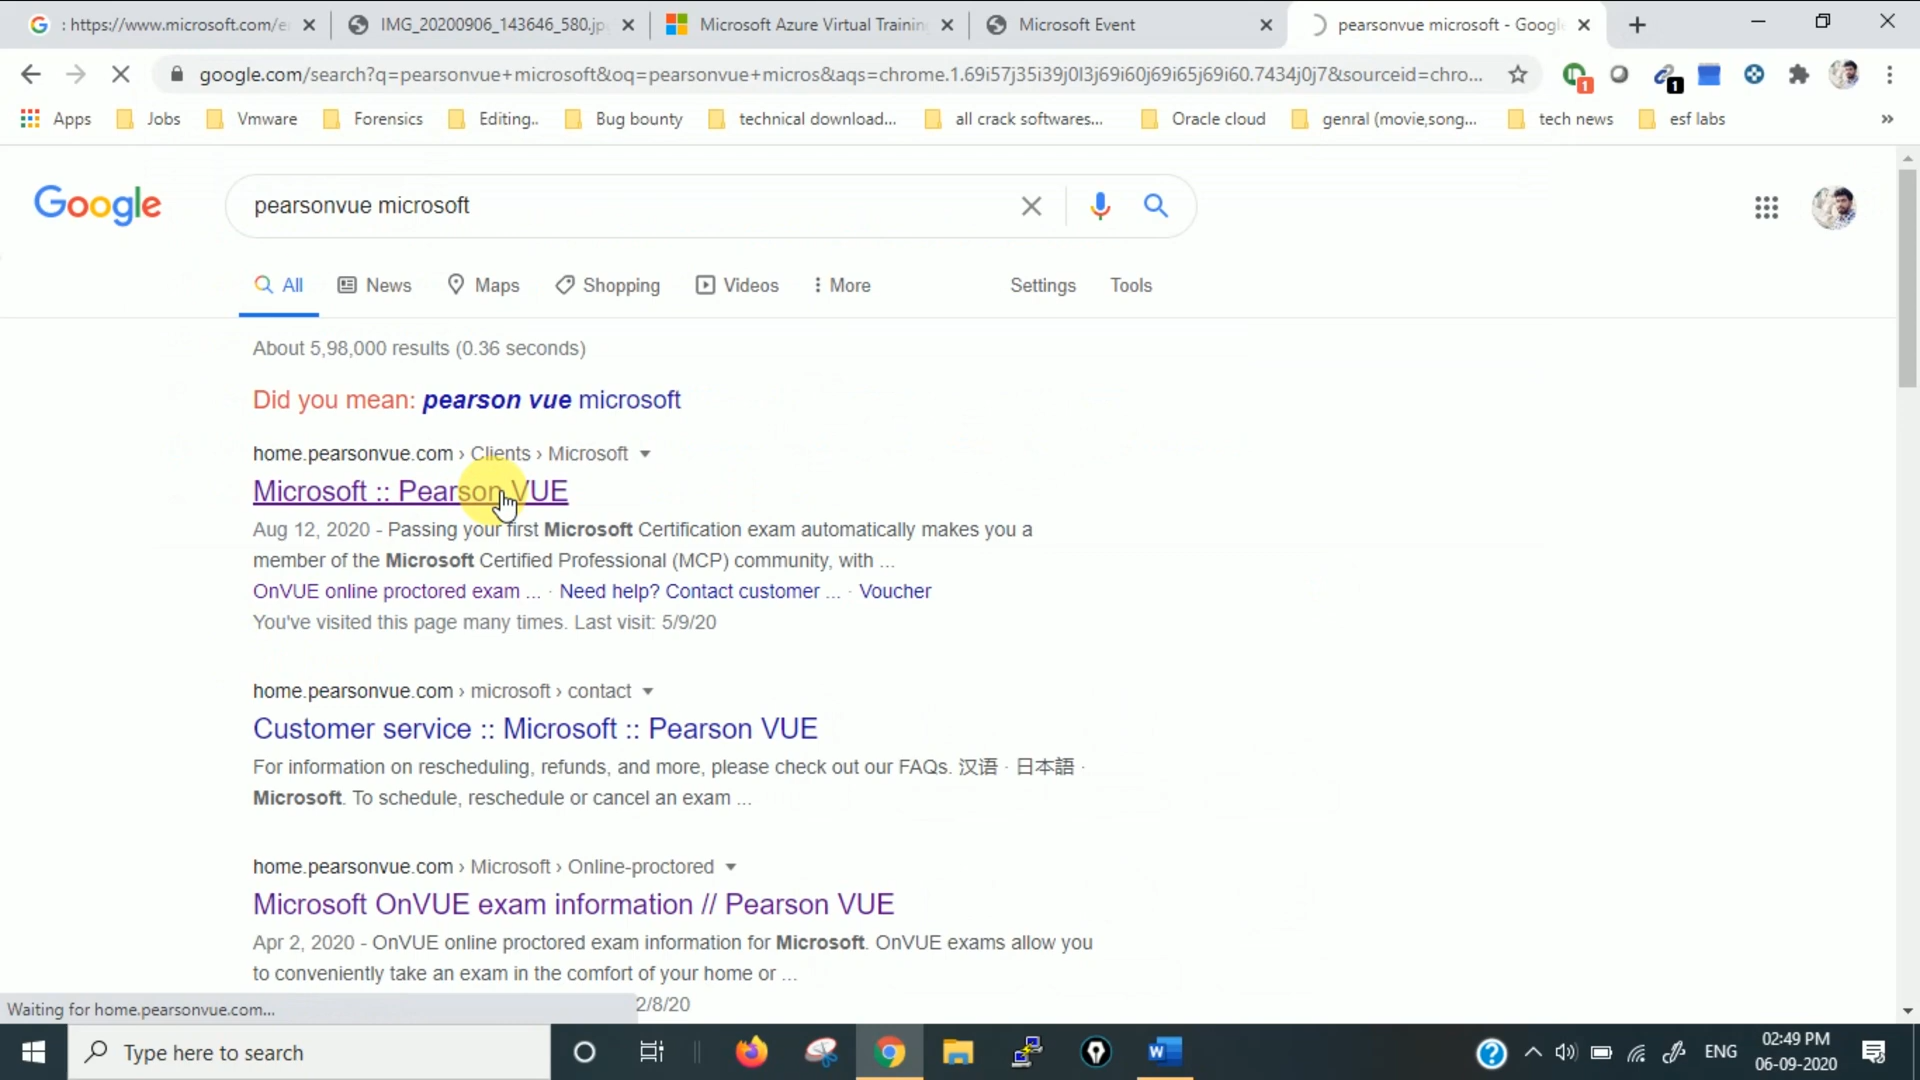 : https://www.microsoft.com/e
IMG_20200906_143646_580.jp
Microsoft Azure Virtual Training
Microsoft Event
pearsonvue microsoft - Googl
google.com/search?q=pearsonvue+microsoft&oq=pearsonvue+micros&aqs=chrome.1.69i57j35i39j0l3j69i60j69i65j69i60.7434j0j7&sourceid=chro...
1
1
Apps
Jobs
Vmware
Forensics
Editing..
Bug bounty
technical download...
all crack softwares...
Oracle cloud
genral (movie,song...
tech news
esf labs
»
Google
pearsonvue microsoft
All
News
Maps
Shopping
Videos
More
Settings
Tools
About 5,98,000 results (0.36 seconds)
Did you mean: pearson vue microsoft
home.pearsonvue.com › Clients › Microsoft
Microsoft :: Pearson VUE
Aug 12, 2020 - Passing your first Microsoft Certification exam automatically makes you a
member of the Microsoft Certified Professional (MCP) community, with ...
OnVUE online proctored exam ... · Need help? Contact customer ... · Voucher
You've visited this page many times. Last visit: 5/9/20
home.pearsonvue.com › microsoft › contact
Customer service :: Microsoft :: Pearson VUE
For information on rescheduling, refunds, and more, please check out our FAQs. 汉语 · 日本語 ·
Microsoft. To schedule, reschedule or cancel an exam ...
home.pearsonvue.com › Microsoft › Online-proctored
Microsoft OnVUE exam information // Pearson VUE
Apr 2, 2020 - OnVUE online proctored exam information for Microsoft. OnVUE exams allow you
to conveniently take an exam in the comfort of your home or ...
2/8/20
Waiting for home.pearsonvue.com...
Type here to search
ENG
02:49 PM
06-09-2020